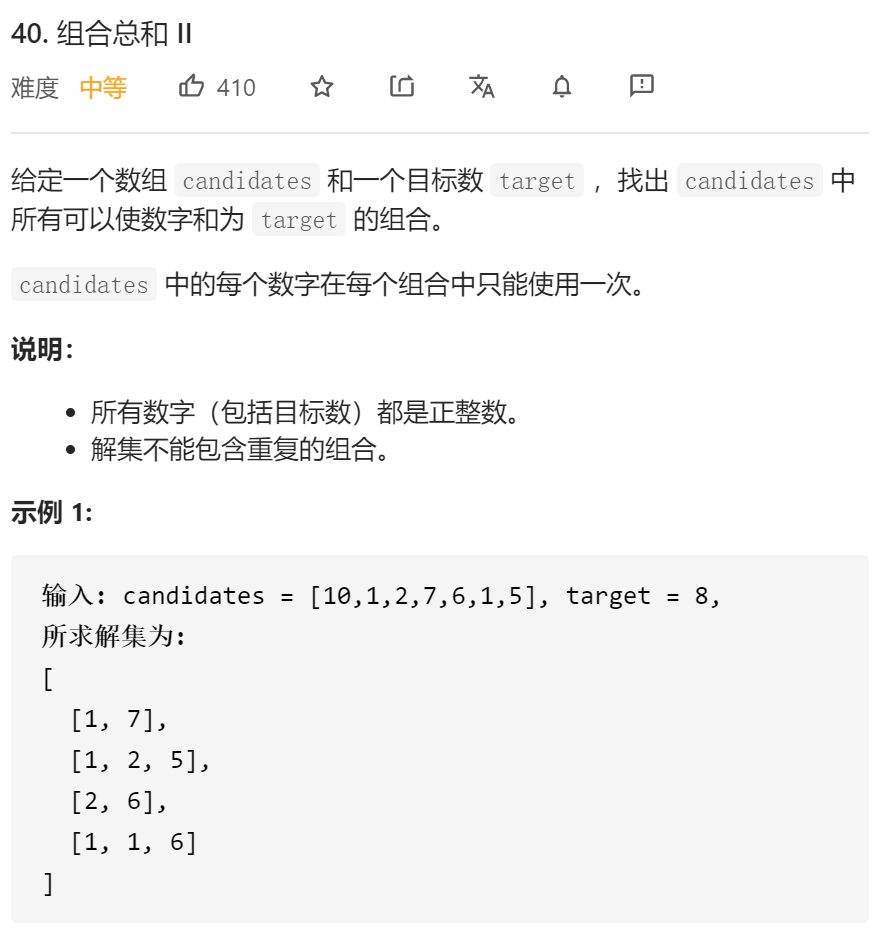 40. 组合总和 II
难度 中等 410
给定一个数组 candidates 和一个目标数 target ，找出 candidates 中
所有可以使数字和为 target 的组合。
candidates 中的每个数字在每个组合中只能使用一次。
说明：
• 所有数字（包括目标数）都是正整数。
• 解集不能包含重复的组合。
示例 1:
输入: candidates = [10,1,2,7,6,1,5], target = 8,
所求解集为:
[
  [1, 7],
  [1, 2, 5],
  [2, 6],
  [1, 1, 6]
]